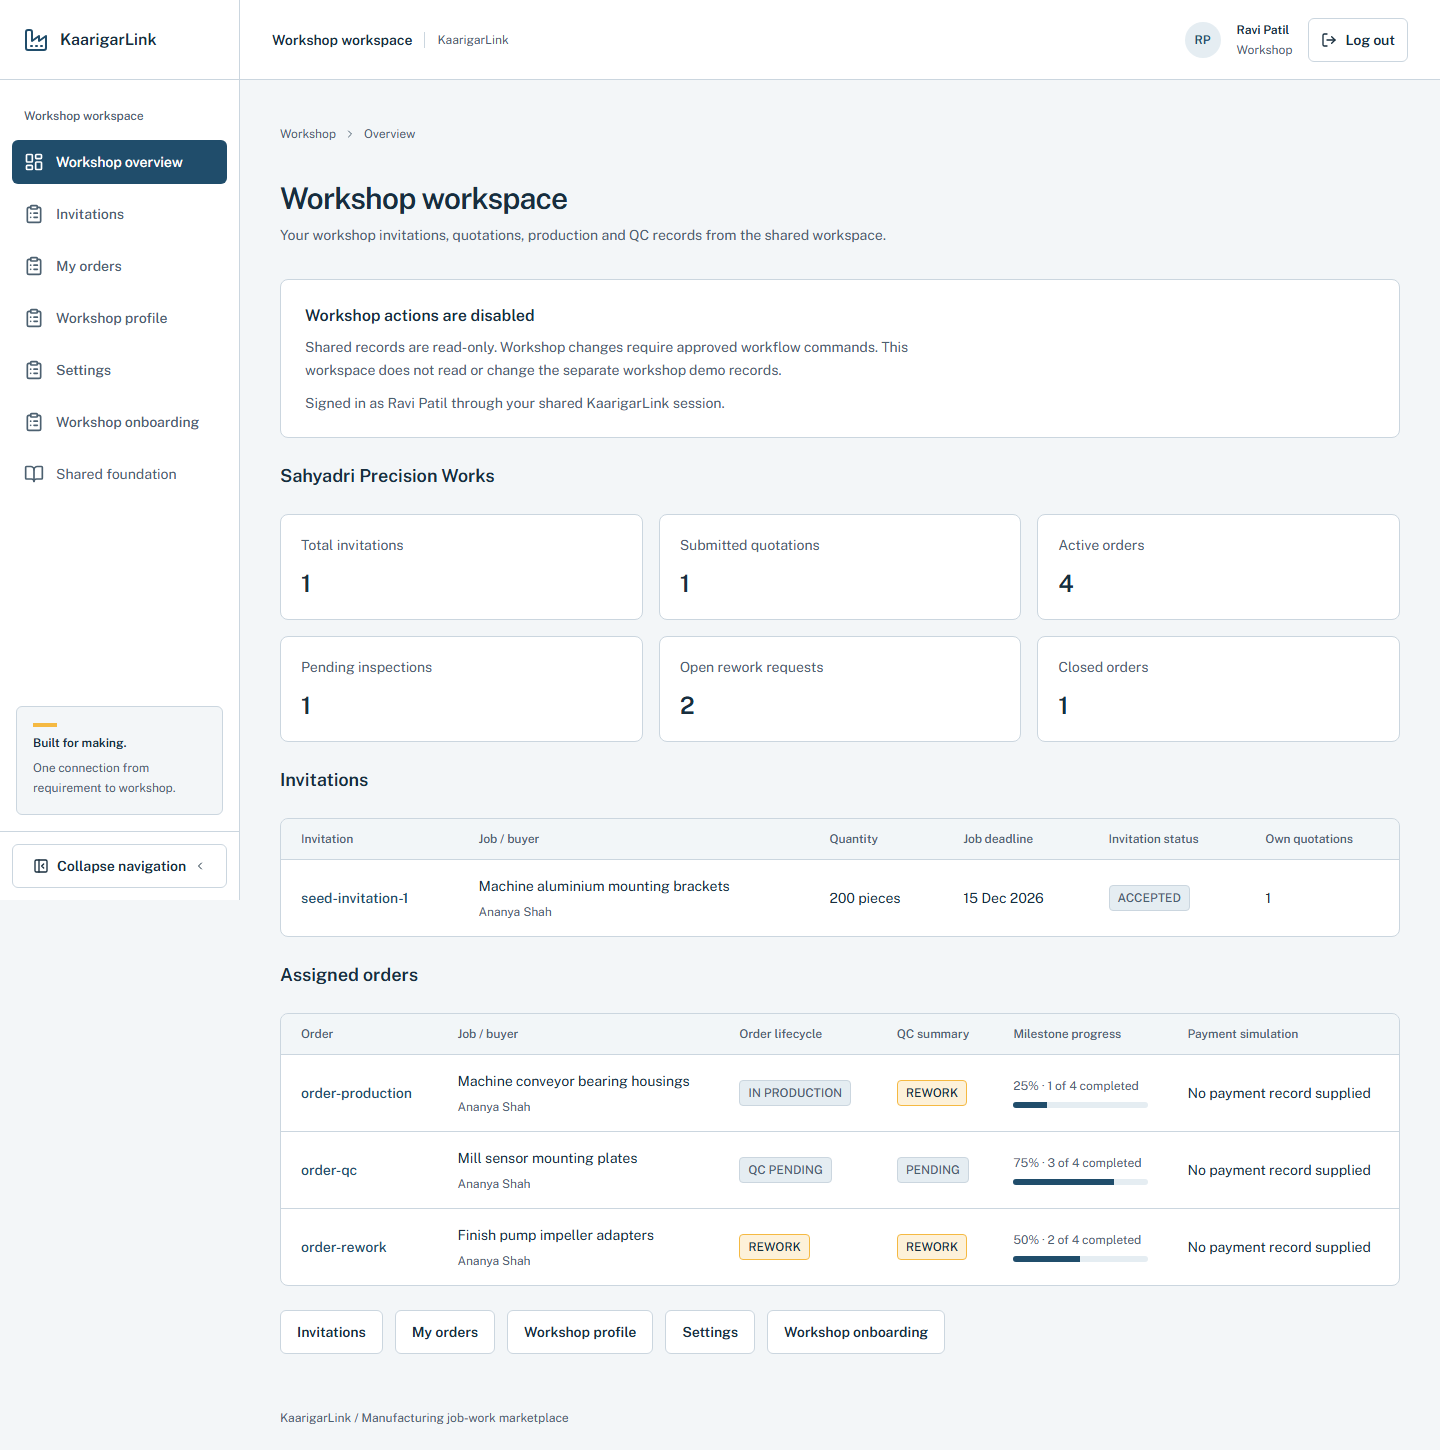 KaarigarLink
Workshop workspace
KaarigarLink
RP
Ravi Patil
Workshop
Log out
Workshop workspace
Workshop overview
Invitations
My orders
Workshop profile
Settings
Workshop onboarding
Shared foundation
Built for making.
One connection from
requirement to workshop.
Collapse navigation
Workshop
Overview
Workshop workspace
Your workshop invitations, quotations, production and QC records from the shared workspace.
Workshop actions are disabled
Shared records are read-only. Workshop changes require approved workflow commands. This
workspace does not read or change the separate workshop demo records.
Signed in as Ravi Patil through your shared KaarigarLink session.
Sahyadri Precision Works
Total invitations
1
Submitted quotations
1
Active orders
4
Pending inspections
1
Open rework requests
2
Closed orders
1
Invitations
Invitation Job / buyer Quantity Job deadline Invitation status Own quotations
seed-invitation-1 Machine aluminium mounting brackets 200 pieces 15 Dec 2026 ACCEPTED 1
Ananya Shah
Assigned orders
Order Job / buyer Order lifecycle QC summary Milestone progress Payment simulation
order-production Machine conveyor bearing housings IN PRODUCTION REWORK 25% · 1 of 4 completed No payment record supplied
Ananya Shah
order-qc Mill sensor mounting plates QC PENDING PENDING 75% · 3 of 4 completed No payment record supplied
Ananya Shah
order-rework Finish pump impeller adapters REWORK REWORK 50% · 2 of 4 completed No payment record supplied
Ananya Shah
Invitations My orders Workshop profile Settings Workshop onboarding
KaarigarLink / Manufacturing job-work marketplace